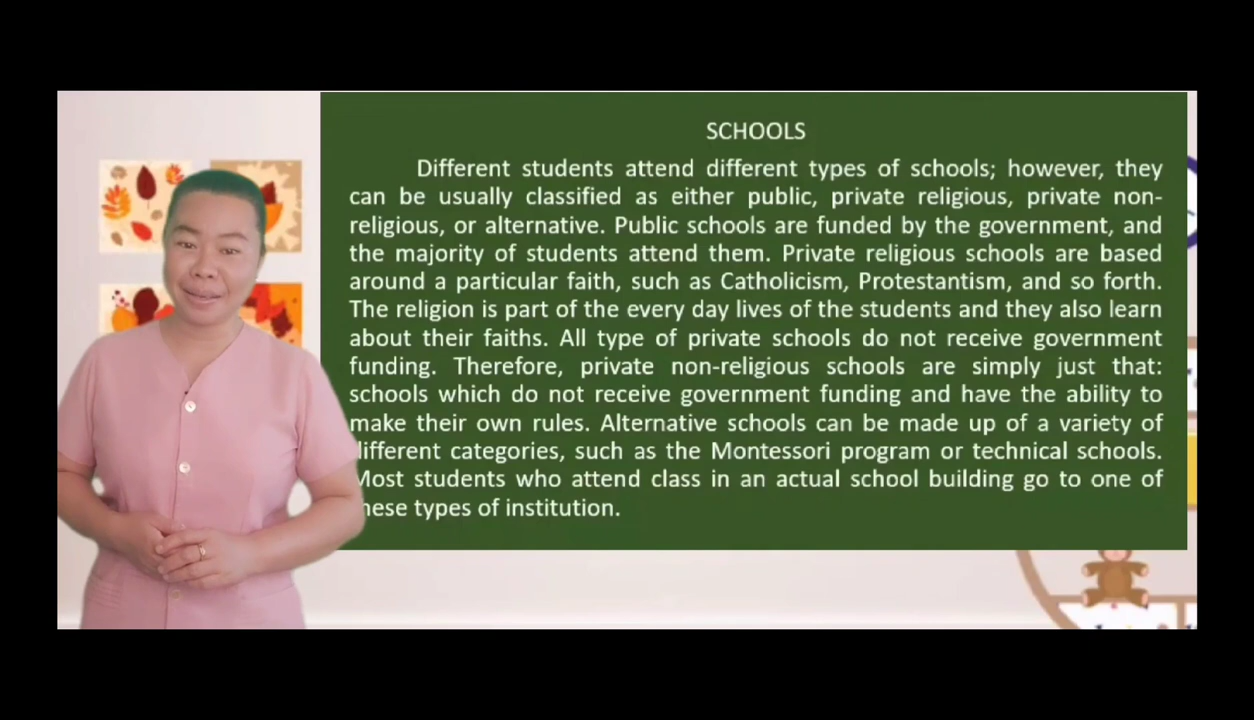 SCHOOLS
Different students attend different types of schools; however, they
can be usually classified as either public, private religious, private non-
religious, or alternative. Public schools are funded by the government, and
the majority of students attend them. Private religious schools are based
around a particular faith, such as Catholicism, Protestantism, and so forth.
The religion is part of the every day lives of the students and they also learn
about their faiths. All type of private schools do not receive government
funding. Therefore, private non-religious schools are simply just that:
schools which do not receive government funding and have the ability to
make their own rules. Alternative schools can be made up of a variety of
different categories, such as the Montessori program or technical schools.
Most students who attend class in an actual school building go to one of
these types of institution.